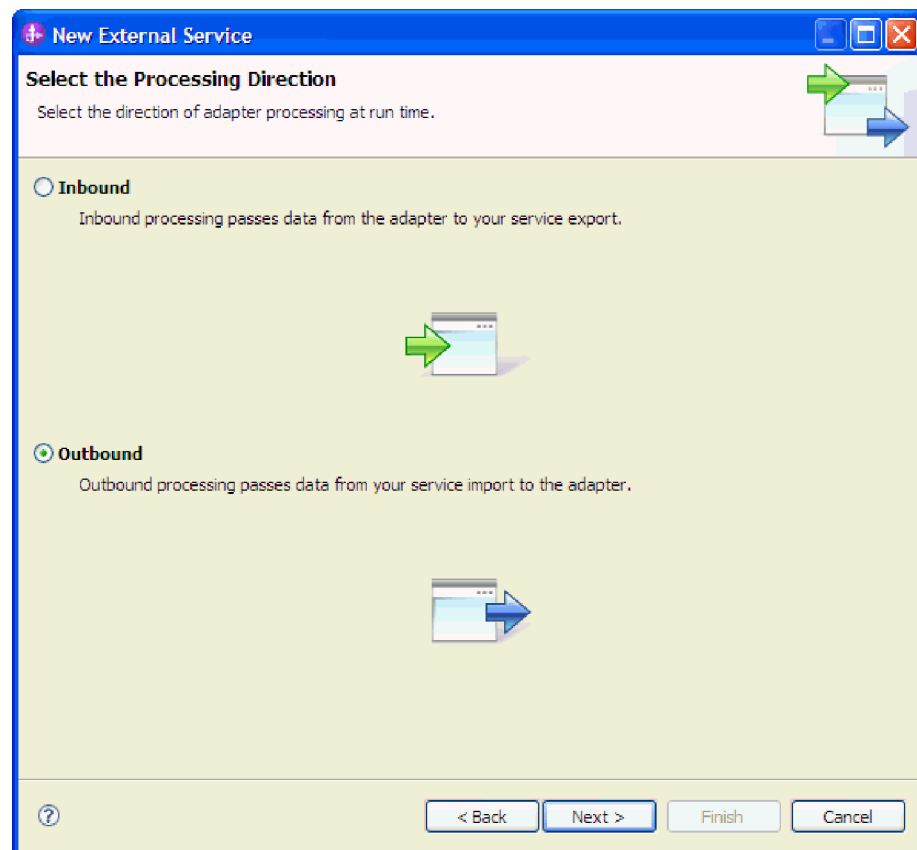 New External Service
Select the Processing Direction
Select the direction of adapter processing at run time.
Inbound
Inbound processing passes data from the adapter to your service export.
Outbound
Outbound processing passes data from your service import to the adapter.
< Back Next > Finish Cancel